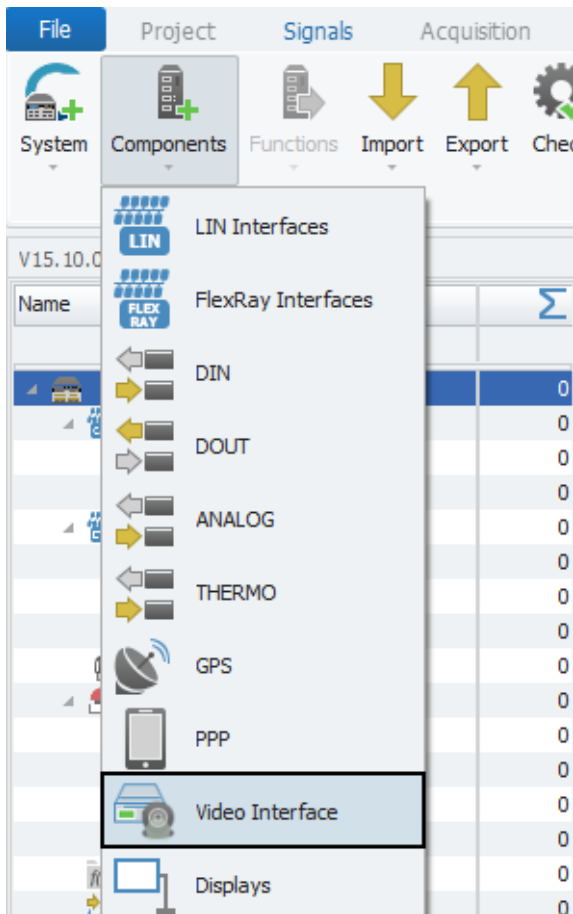 File Project Signals Acquisition
System Components Functions Import Export
LIN Interfaces
LIN
V15.10.0
FlexRay Interfaces
FLEX
RAY
Name Σ
DIN
0
0
DOUT
0
0
ANALOG
0
0
THERMO
0
0
GPS
0
0
PPP
0
0
Video Interface
0
0
Displays
0
0